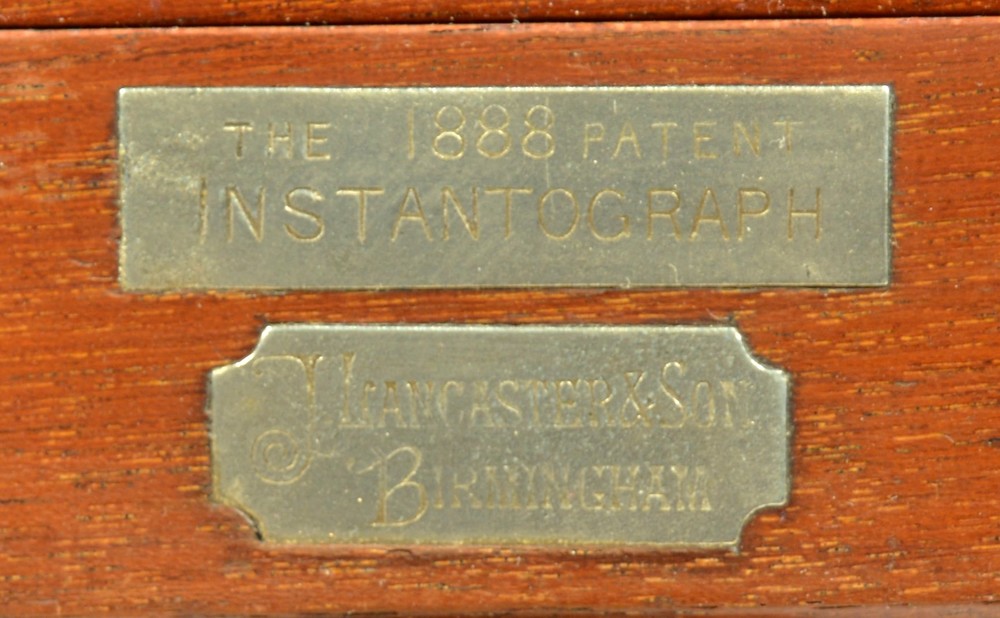 THE 1888 PATENT
INSTANTOGRAPH
J LANCASTER & SON
BIRMINGHAM